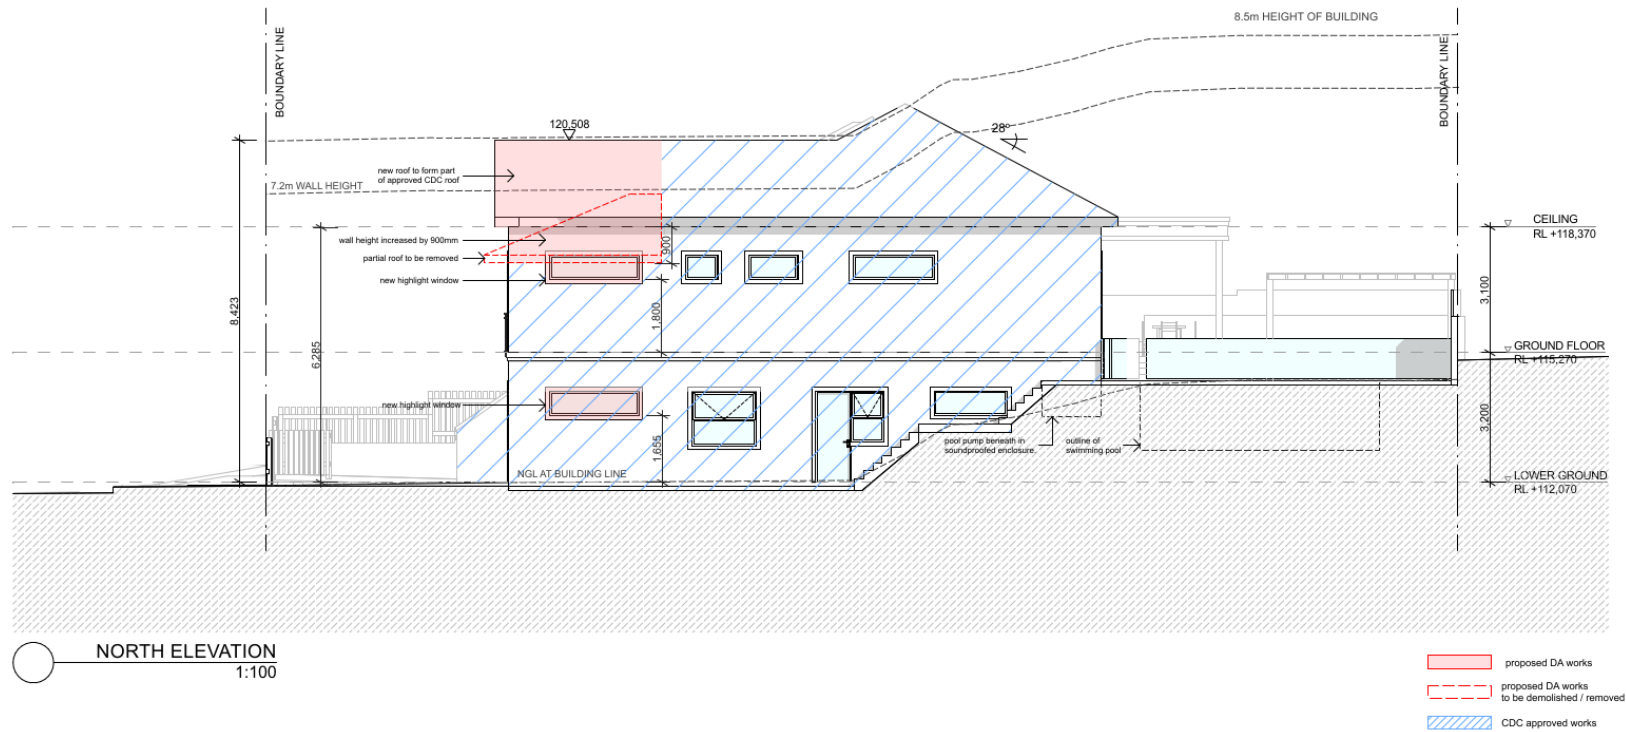 8.5m HEIGHT OF BUILDING
BOUNDARY LINE
BOUNDARY LINE
120,508
28°
new roof to form part
of approved CDC roof
7.2m WALL HEIGHT
CEILING
RL +118,370
wall height increased by 900mm
900
partial roof to be removed
new highlight window
3,100
8,423
1,800
6,285
GROUND FLOOR
RL +115,270
new highlight window
3,200
1,655
pool pump beneath in
soundproofed enclosure.
outline of
swimming pool
NGL AT BUILDING LINE
LOWER GROUND
RL +112,070
NORTH ELEVATION
1:100
proposed DA works
proposed DA works
to be demolished / removed
CDC approved works